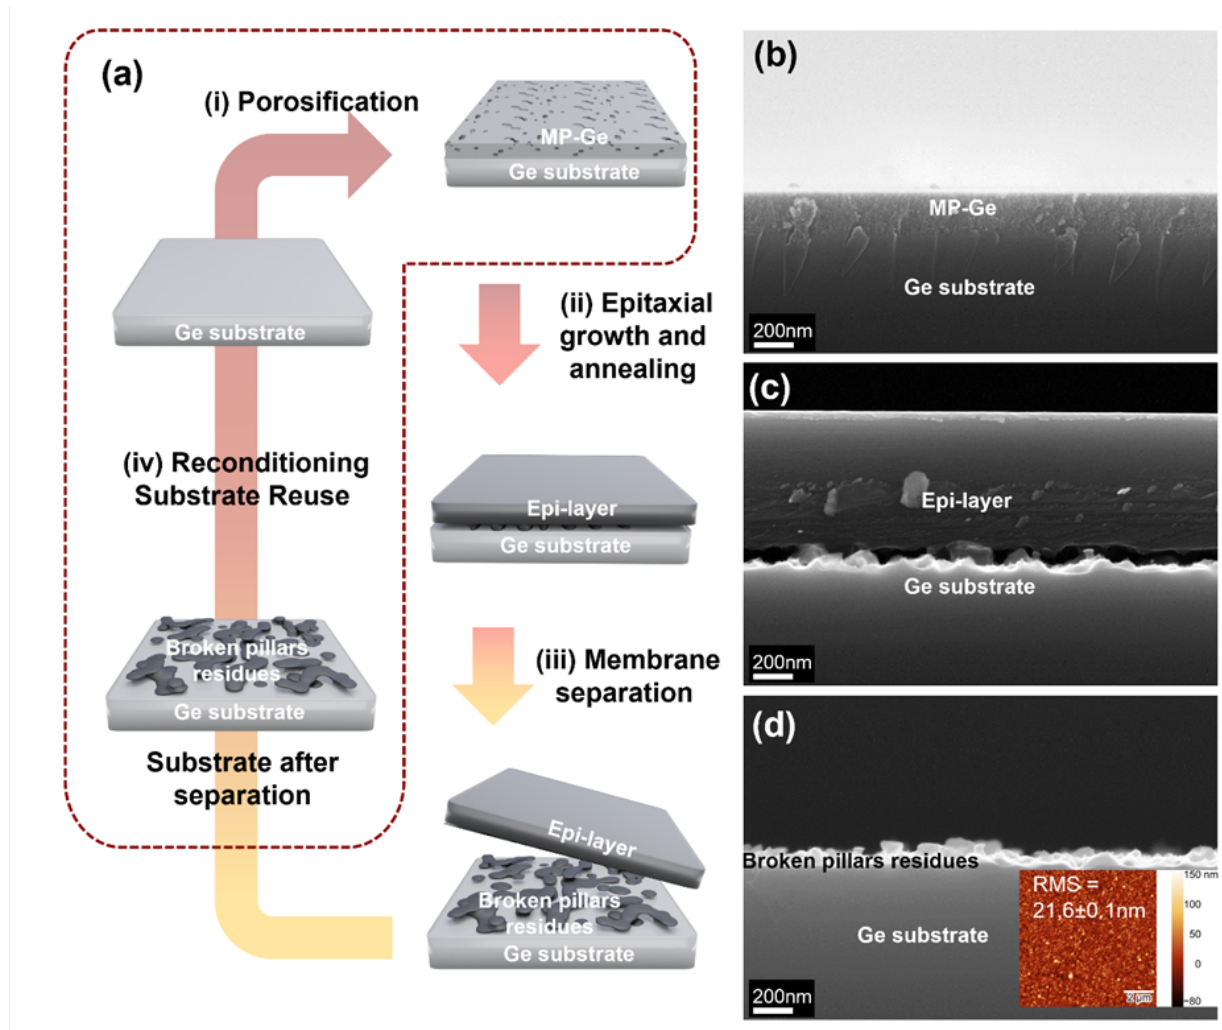 (a)
(i) Porosification
MP-Ge
Ge substrate
Ge substrate
(ii) Epitaxial
growth and
annealing
(iv) Reconditioning
Substrate Reuse
Epi-layer
Ge substrate
Broken pillars
residues
Ge substrate
(iii) Membrane
separation
Substrate after
separation
Epi-layer
Broken pillars
residues
Ge substrate
(b)
MP-Ge
Ge substrate
200nm
(c)
Epi-layer
Ge substrate
200nm
(d)
Broken pillars residues
RMS =
21,6±0,1nm
150 nm
100
50
0
-80
2 µm
Ge substrate
200nm